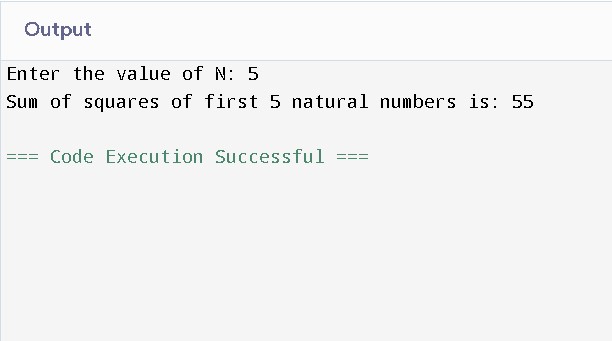 Output
Enter the value of N: 5
Sum of squares of first 5 natural numbers is: 55
=== Code Execution Successful ===